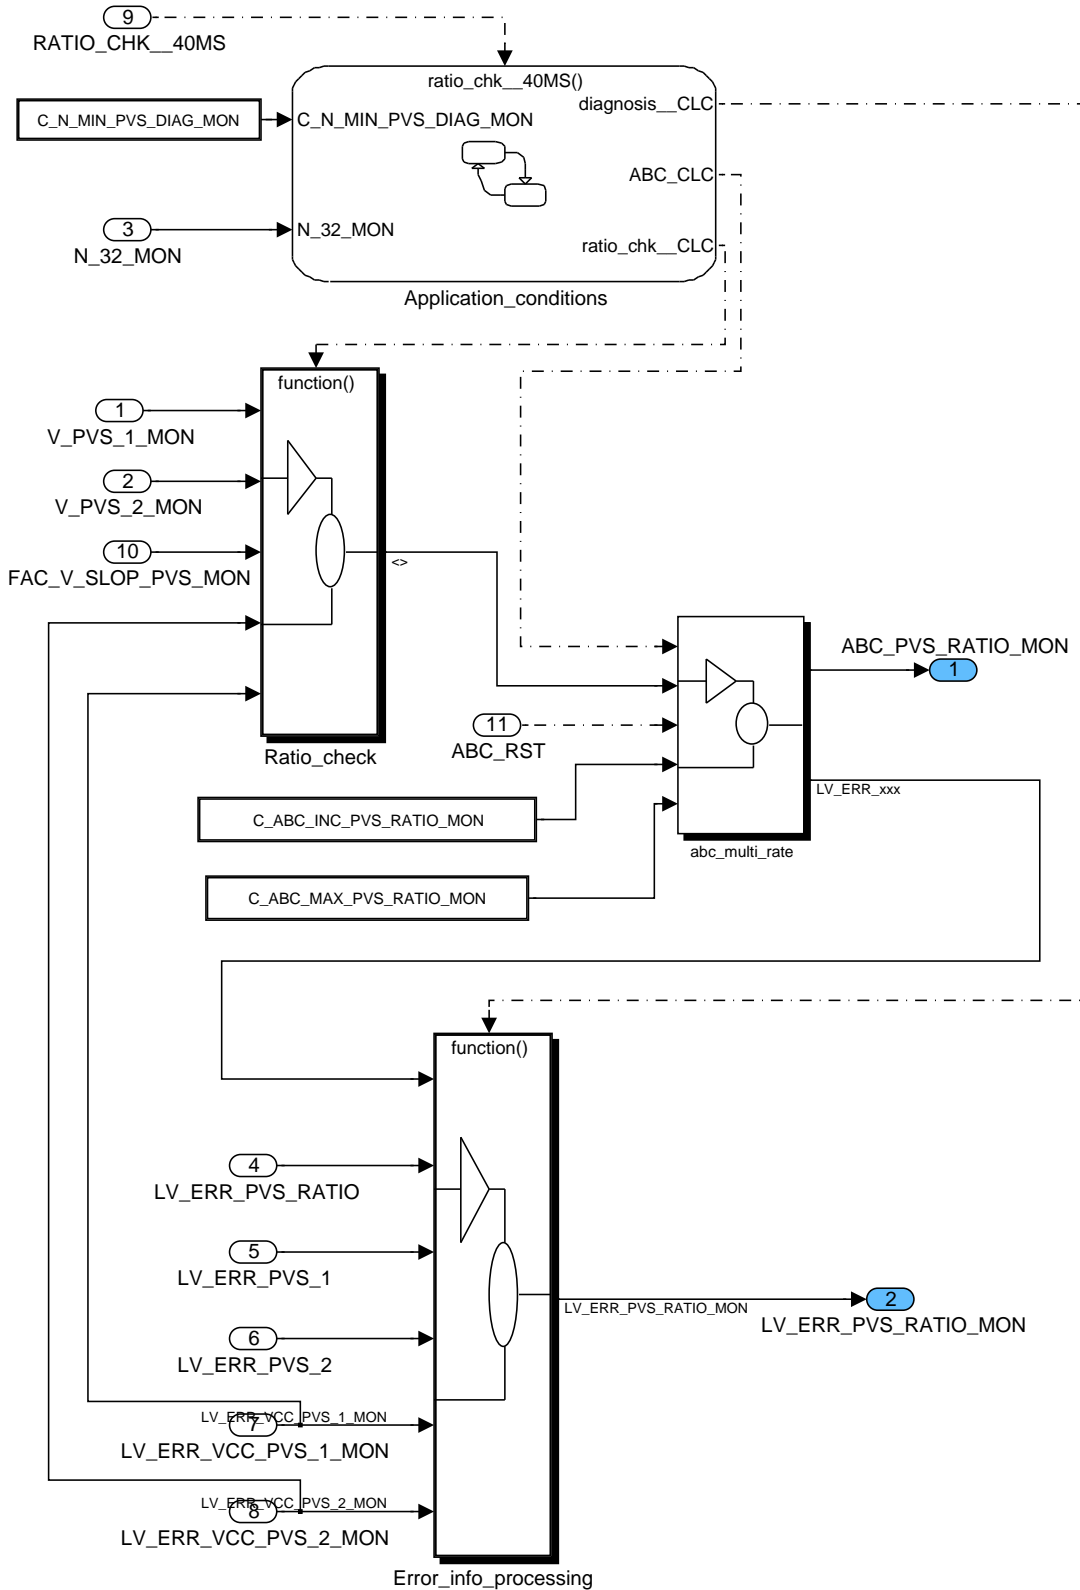 9
RATIO_CHK__40MS
ratio_chk__40MS()
diagnosis__CLC
C_N_MIN_PVS_DIAG_MON
C_N_MIN_PVS_DIAG_MON
ABC_CLC
3
N_32_MON
N_32_MON
ratio_chk__CLC
Application_conditions
function()
1
V_PVS_1_MON
2
V_PVS_2_MON
10
FAC_V_SLOP_PVS_MON
<>
ABC_PVS_RATIO_MON
1
11
ABC_RST
Ratio_check
LV_ERR_xxx
C_ABC_INC_PVS_RATIO_MON
abc_multi_rate
C_ABC_MAX_PVS_RATIO_MON
function()
4
LV_ERR_PVS_RATIO
5
LV_ERR_PVS_1
LV_ERR_PVS_RATIO_MON
2
LV_ERR_PVS_RATIO_MON
6
LV_ERR_PVS_2
LV_ERR_VCC_PVS_1_MON
7
LV_ERR_VCC_PVS_1_MON
LV_ERR_VCC_PVS_2_MON
8
LV_ERR_VCC_PVS_2_MON
Error_info_processing